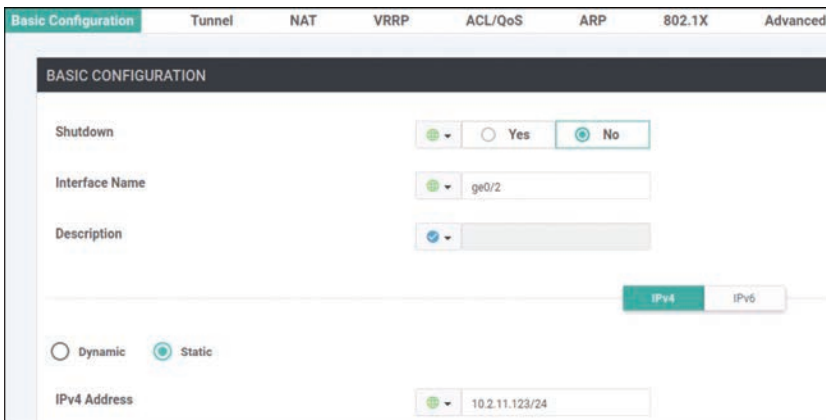 Basic Configuration Tunnel NAT VRRP ACL/QoS ARP 802.1X Advanced
BASIC CONFIGURATION
Shutdown Yes No
Interface Name ge0/2
Description
IPv4 IPv6
Dynamic Static
IPv4 Address 10.2.11.123/24